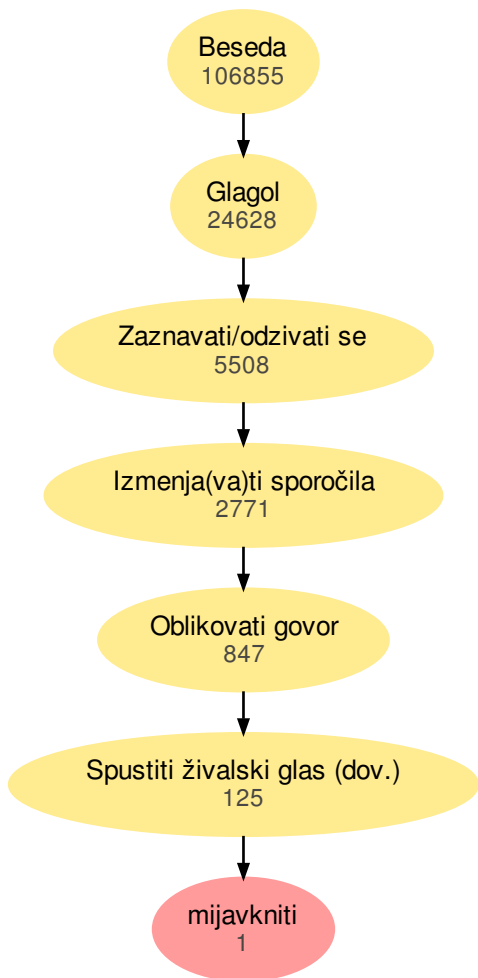 Beseda
106855
Glagol
24628
Zaznavati/odzivati se
5508
Izmenja(va)ti sporočila
2771
Oblikovati govor
847
Spustiti živalski glas (dov.)
125
mijavkniti
1